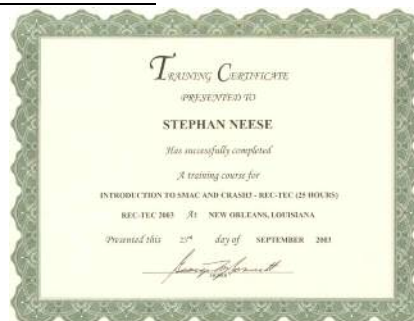 TRAINING CERTIFICATE
PRESENTED TO
STEPHAN NEESE
Has successfully completed
A training course for
INTRODUCTION TO SMAC AND CRASH3 - REC-TEC (25 HOURS)
REC-TEC 2003 At NEW ORLEANS, LOUISIANA
Presented this 25th day of SEPTEMBER 2003